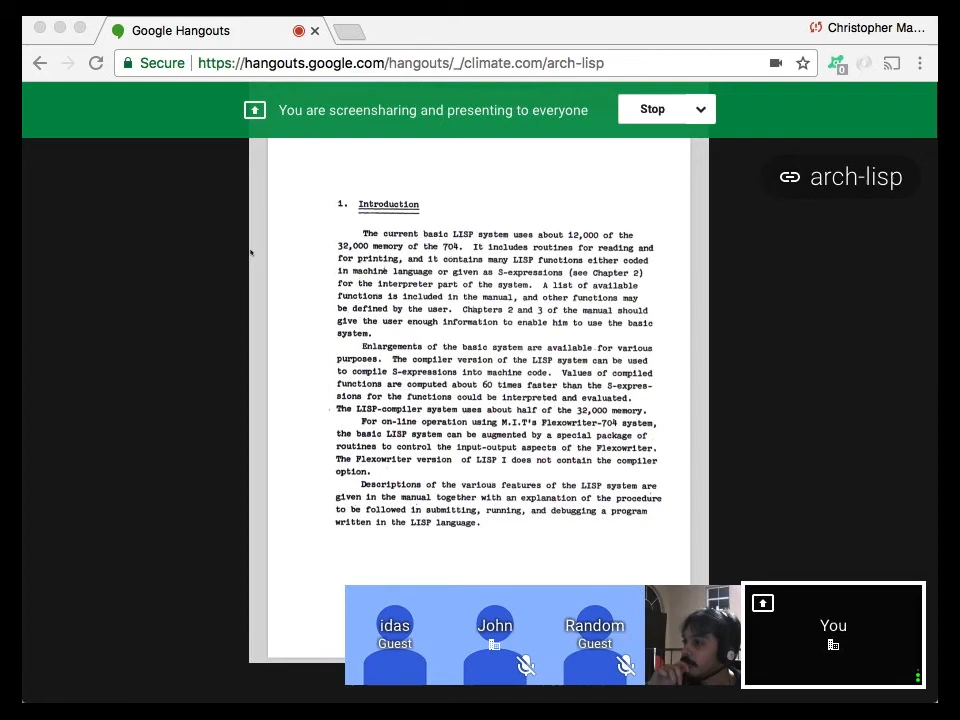 Google Hangouts
Christopher Ma...
Secure
https://hangouts.google.com/hangouts/_/climate.com/arch-lisp
0
You are screensharing and presenting to everyone
Stop
arch-lisp
1. Introduction
The current basic LISP system uses about 12,000 of the
32,000 memory of the 704. It includes routines for reading and
for printing, and it contains many LISP functions either coded
in machine language or given as S-expressions (see Chapter 2)
for the interpreter part of the system. A list of available
functions is included in the manual, and other functions may
be defined by the user. Chapters 2 and 3 of the manual should
give the user enough information to enable him to use the basic
system.
Enlargements of the basic system are available for various
purposes. The compiler version of the LISP system can be used
to compile S-expressions into machine code. Values of compiled
functions are computed about 60 times faster than the S-expres-
sions for the functions could be interpreted and evaluated.
The LISP-compiler system uses about half of the 32,000 memory.
For on-line operation using M.I.T's Flexowriter-704 system,
the basic LISP system can be augmented by a special package of
routines to control the input-output aspects of the Flexowriter.
The Flexowriter version of LISP I does not contain the compiler
option.
Descriptions of the various features of the LISP system are
given in the manual together with an explanation of the procedure
to be followed in submitting, running, and debugging a program
written in the LISP language.
idas
Guest
John
Random
Guest
You